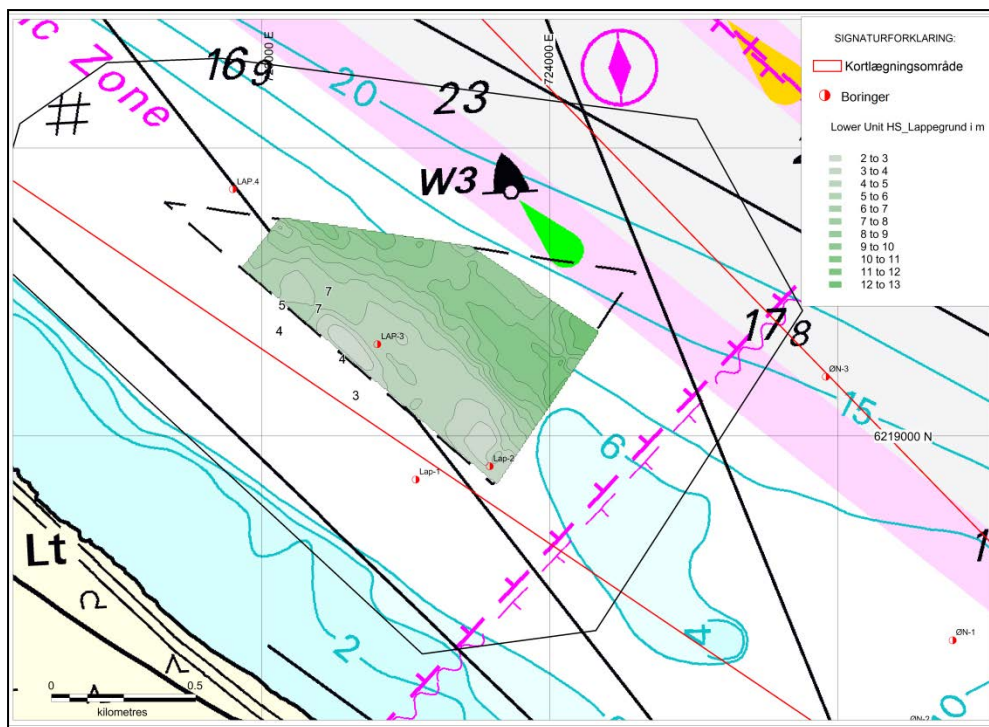 ic Zone
16 9
23
20
W3
SIGNATURFORKLARING:
Kortlægningsområde
Boringer
Lower Unit HS_Lappegrund i m
2 to 3
3 to 4
4 to 5
5 to 6
6 to 7
7 to 8
8 to 9
9 to 10
10 to 11
11 to 12
12 to 13
724000 E
LAP.4
7
5
7
4
LAP-3
4
3
17 8
ØN-3
15
6219000 N
6
Lap-2
Lap-1
Lt
2
4
ØN-1
ØN-2
0 0.5
kilometres